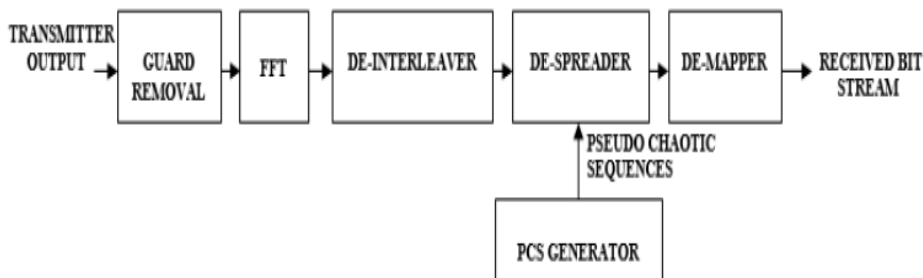 TRANSMITTER
OUTPUT
GUARD
REMOVAL
FFT
DE-INTERLEAVER
DE-SPREADER
DE-MAPPER
RECEIVED BIT
STREAM
PSEUDO CHAOTIC
SEQUENCES
PCS GENERATOR